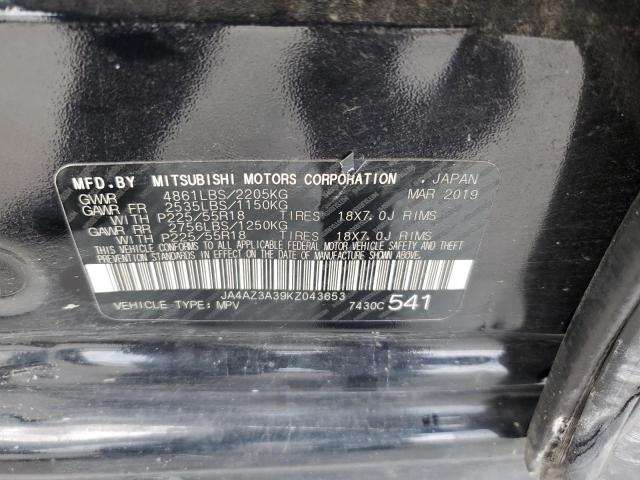 MFD.BY MITSUBISHI MOTORS CORPORATION , JAPAN
GVWR 4861LBS/2205KG MAR 2019
GAWR FR 2535LBS/1150KG
WITH P225/55R18 TIRES 18X7.0J RIMS
GAWR RR 2756LBS/1250KG
WITH P225/55R18 TIRES 18X7.0J RIMS
THIS VEHICLE CONFORMS TO ALL APPLICABLE FEDERAL MOTOR VEHICLE SAFETY, BUMPER AND THEFT
PREVENTION STANDARDS IN EFFECT ON THE DATE OF MANUFACTURE SHOWN ABOVE.
JA4AZ3A39KZ043653
VEHICLE TYPE: MPV 7430C 541